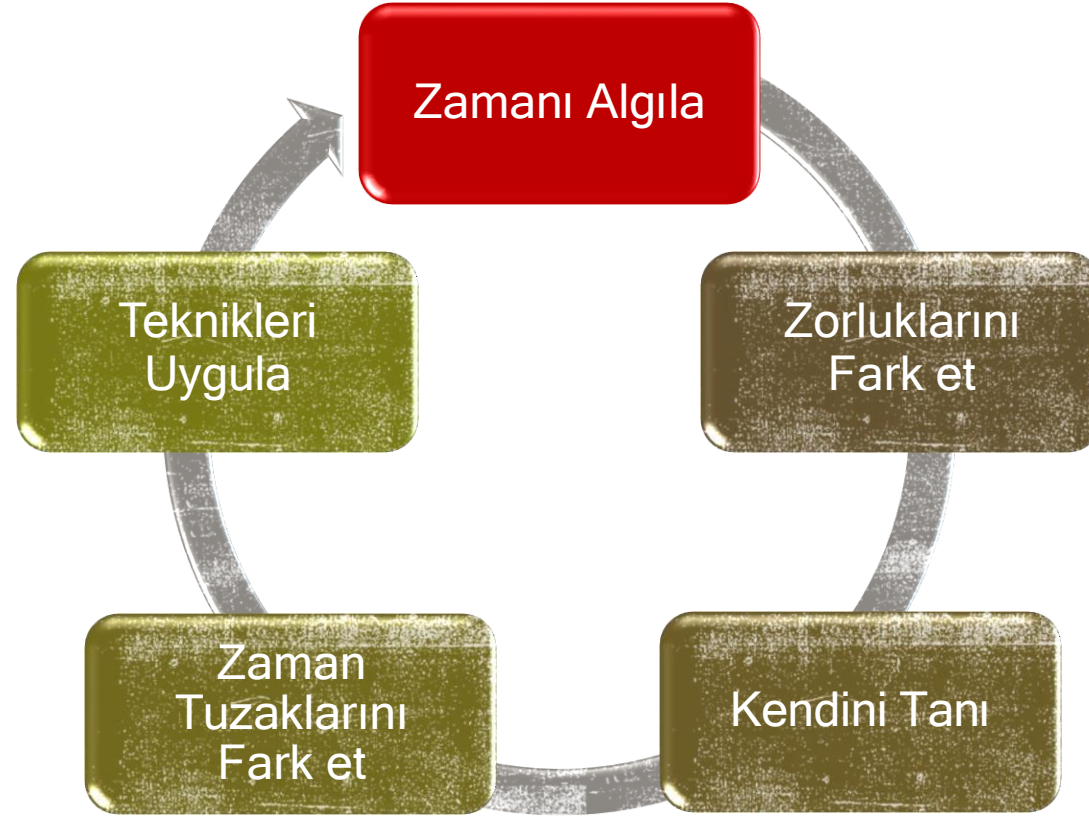 Zamanı Algıla
Zorluklarını
Fark et
Kendini Tanı
Zaman
Tuzaklarını
Fark et
Teknikleri
Uygula